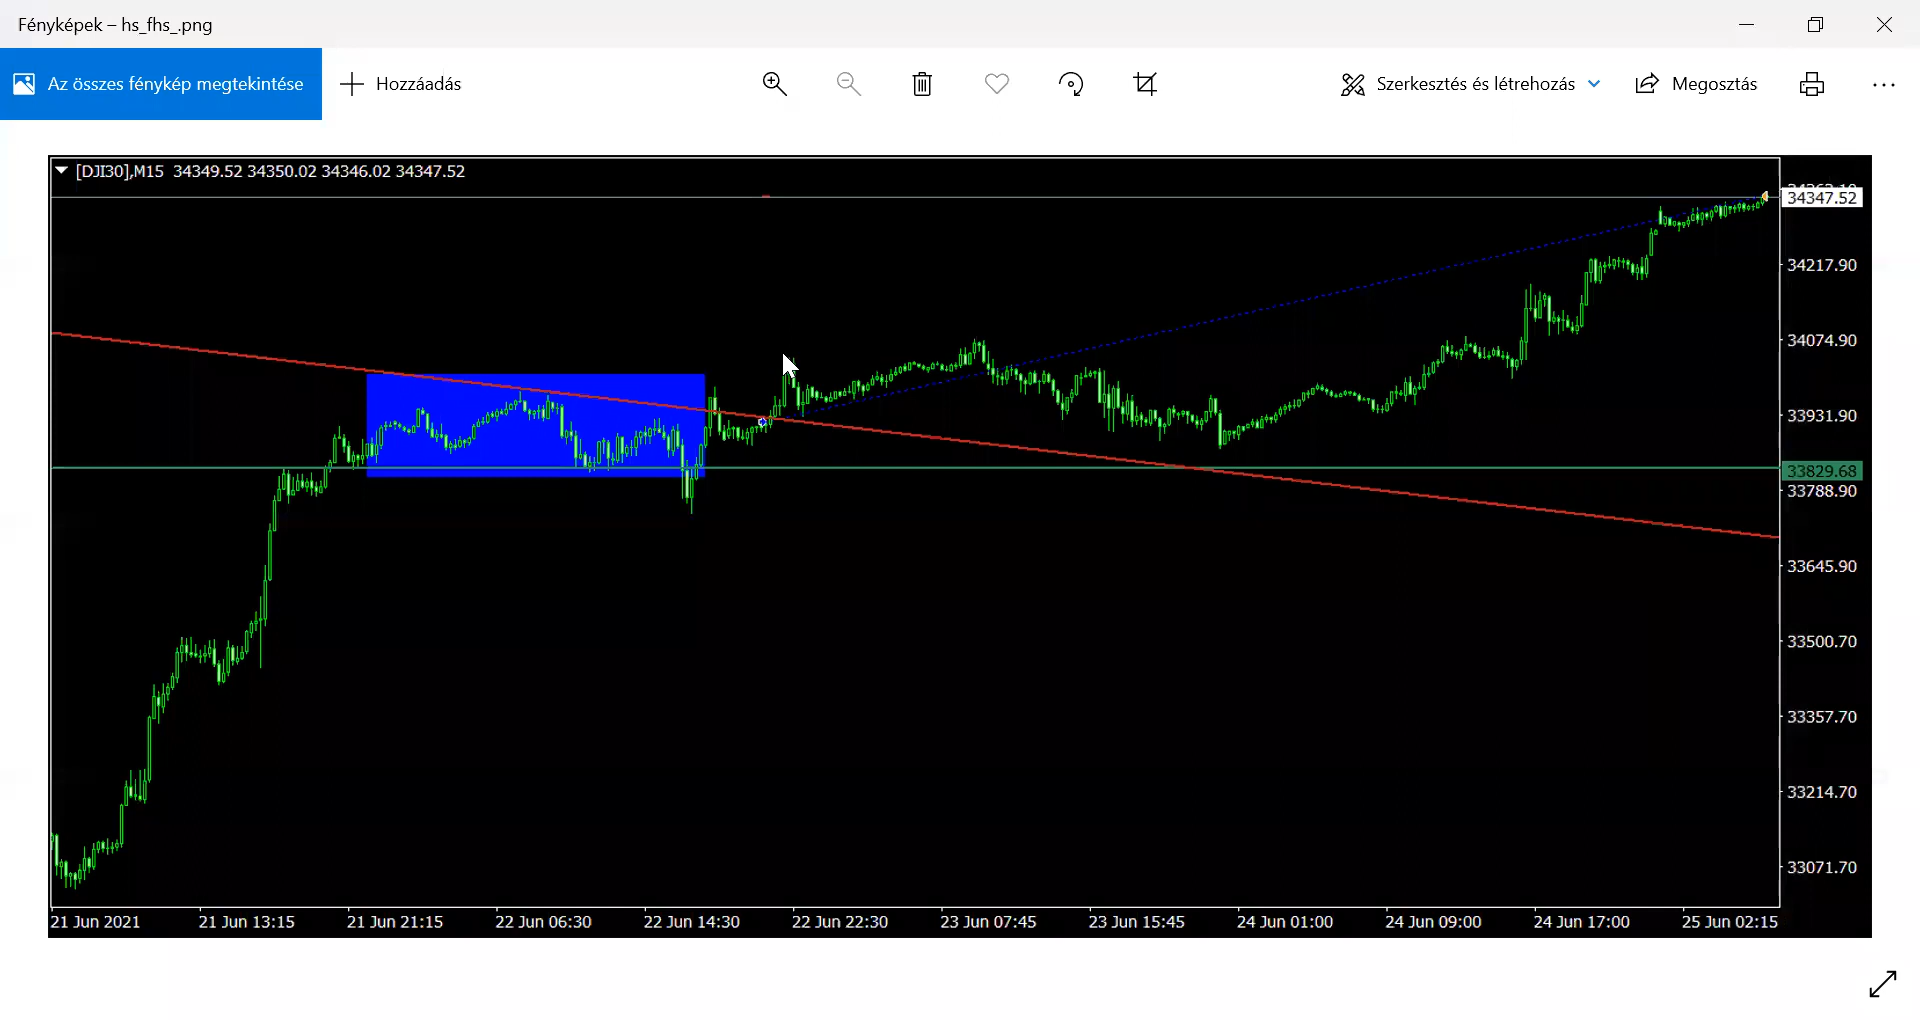 Fényképek – hs_fhs_.png
Az összes fénykép megtekintése
Hozzáadás
Szerkesztés és létrehozás
Megosztás
[DJI30],M15 34349.52 34350.02 34346.02 34347.52
34347.52
34217.90
34074.90
33931.90
33829.68
33788.90
33645.90
33500.70
33357.70
33214.70
33071.70
21 Jun 2021
21 Jun 13:15
21 Jun 21:15
22 Jun 06:30
22 Jun 14:30
22 Jun 22:30
23 Jun 07:45
23 Jun 15:45
24 Jun 01:00
24 Jun 09:00
24 Jun 17:00
25 Jun 02:15